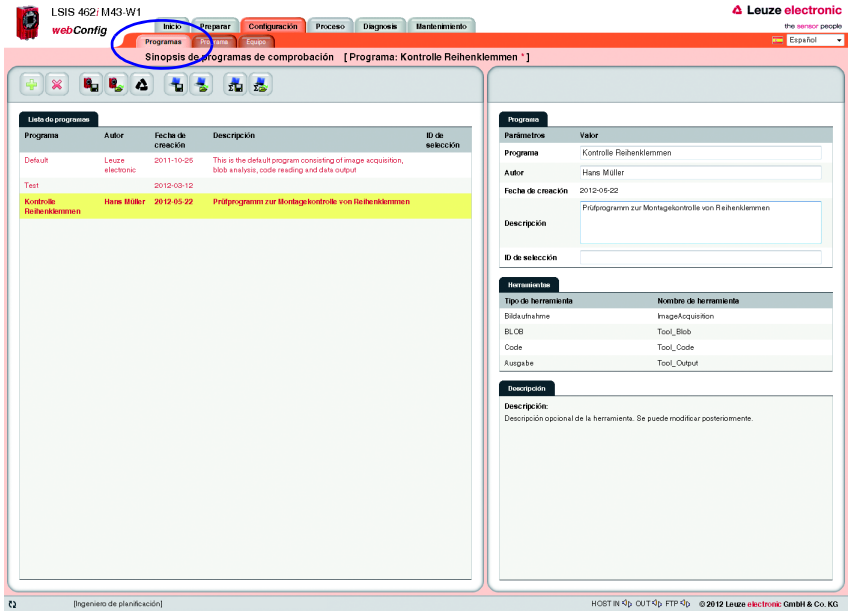 LSIS 462i M43-W1
webConfig
Leuze electronic
the sensor people
Inicio Preparar Configuración Proceso Diagnosis Mantenimiento
Programas Programa Equipo
Español
Sinopsis de programas de comprobación [ Programa: Kontrolle Reihenklemmen * ]
Lista de programas
Programa Autor Fecha de creación Descripción ID de selección
Default Leuze electronic 2011-10-25 This is the default program consisting of image acquisition, blob analysis, code reading and data output
Test 2012-03-12
Kontrolle Reihenklemmen Hans Müller 2012-05-22 Prüfprogramm zur Montagekontrolle von Reihenklemmen
Programa
Parámetros Valor
Programa Kontrolle Reihenklemmen
Autor Hans Müller
Fecha de creación 2012-05-22
Descripción Prüfprogramm zur Montagekontrolle von Reihenklemmen
ID de selección
Herramientas
Tipo de herramienta Nombre de herramienta
Bildaufnahme ImageAcquisition
BLOB Tool_Blob
Code Tool_Code
Ausgabe Tool_Output
Descripción
Descripción:
Descripción opcional de la herramienta. Se puede modificar posteriormente.
[Ingeniero de planificación]
HOST IN OUT FTP © 2012 Leuze electronic GmbH & Co. KG